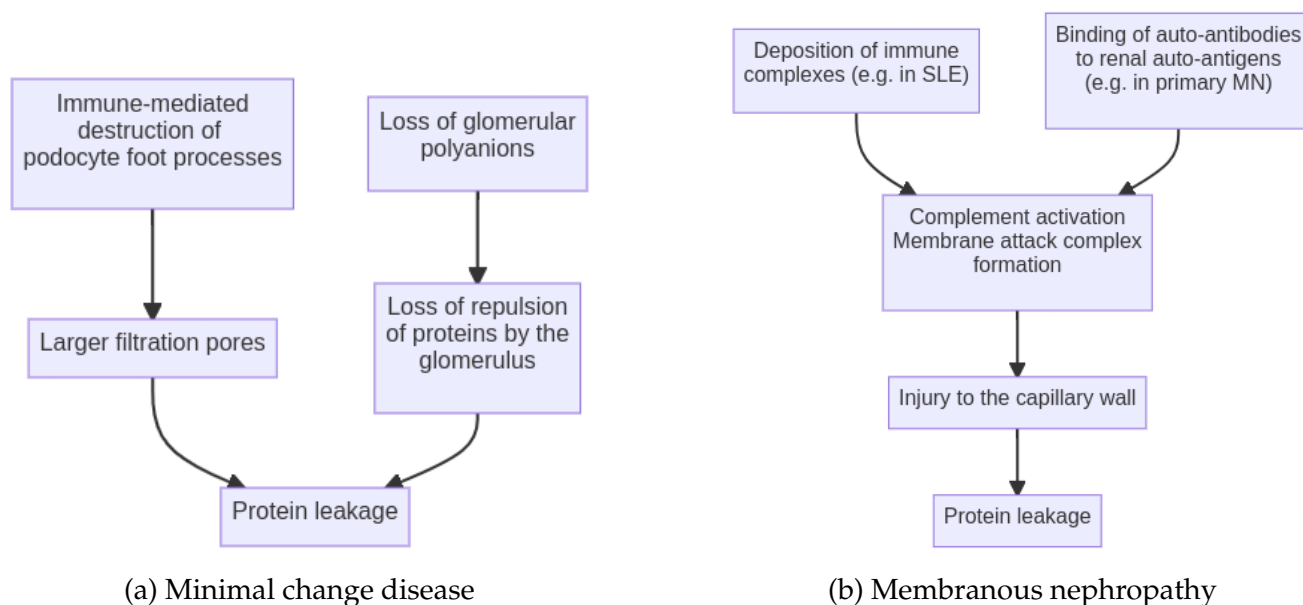 Immune-mediated
destruction of
podocyte foot processes
Loss of glomerular
polyanions
Larger filtration pores
Loss of repulsion
of proteins by the
glomerulus
Protein leakage
(a) Minimal change disease
Deposition of immune
complexes (e.g. in SLE)
Binding of auto-antibodies
to renal auto-antigens
(e.g. in primary MN)
Complement activation
Membrane attack complex
formation
Injury to the capillary wall
Protein leakage
(b) Membranous nephropathy